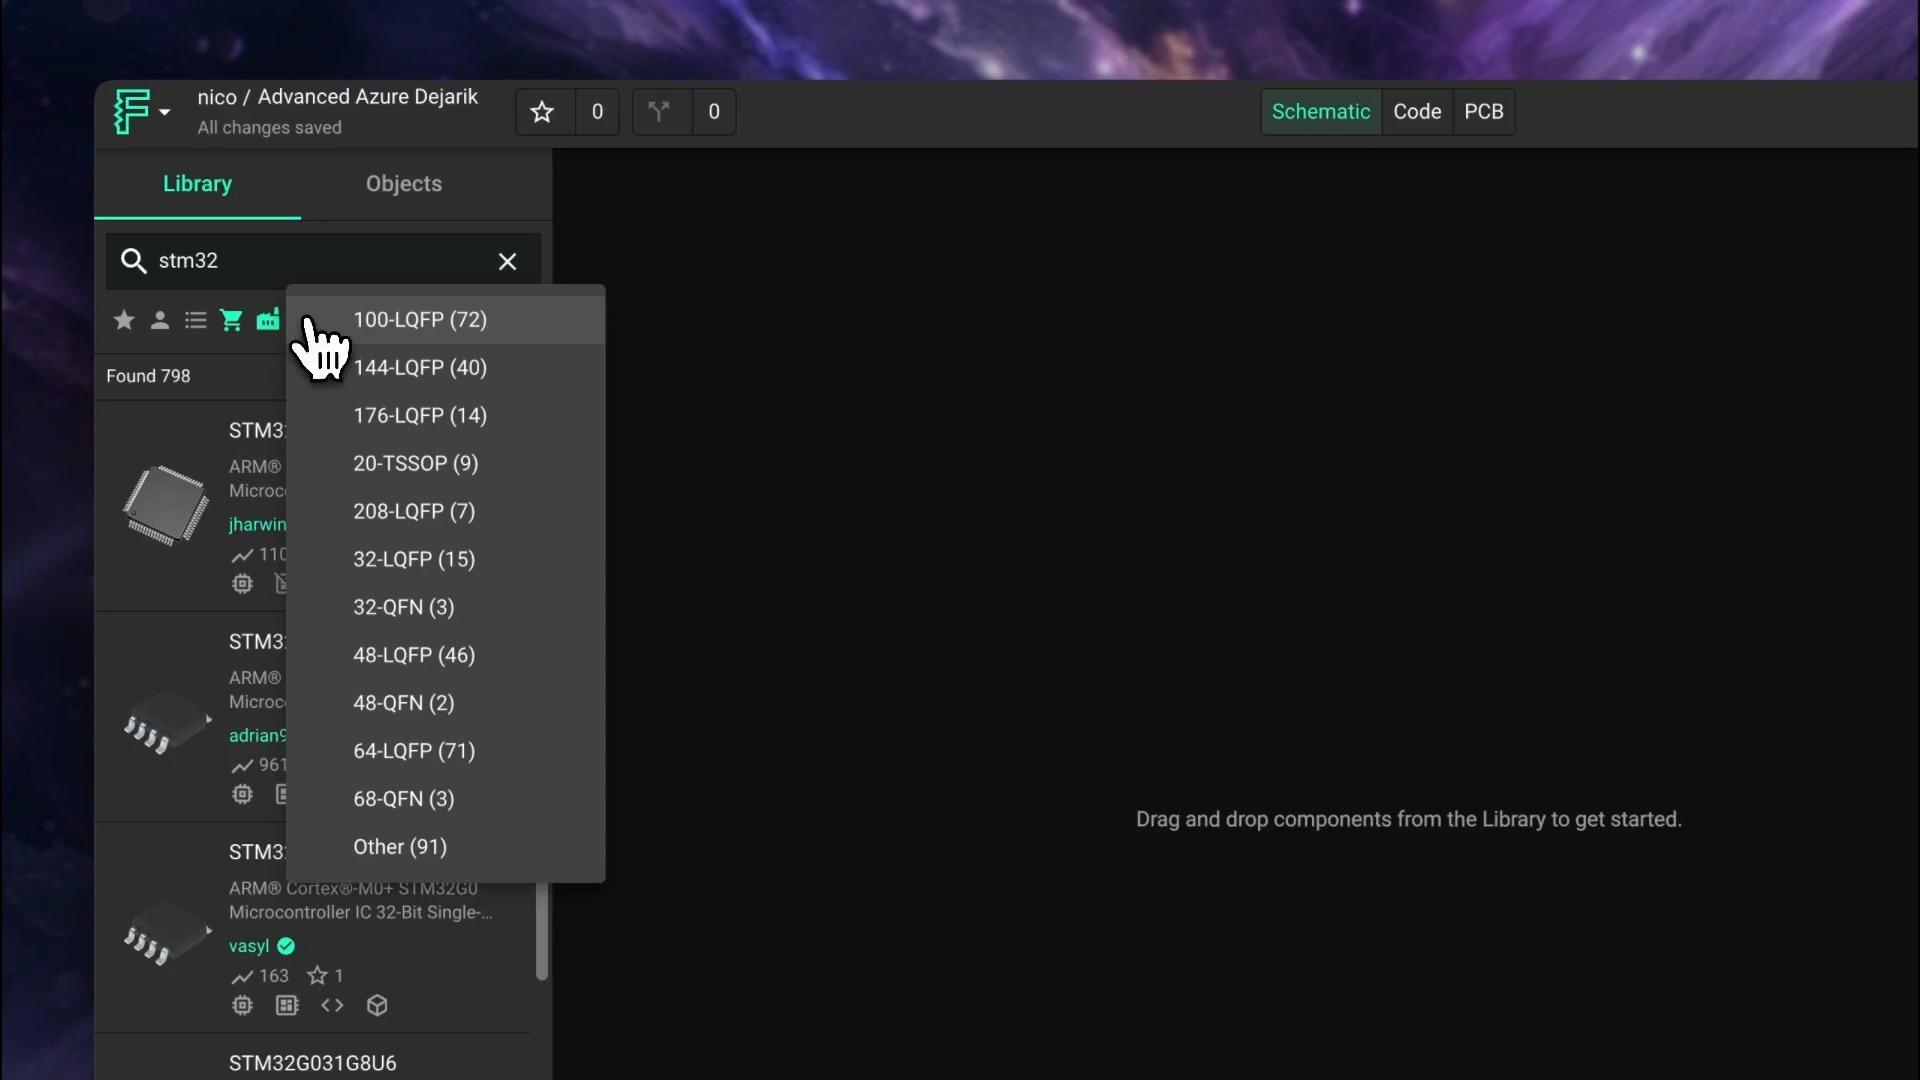 nico / Advanced Azure Dejarik
All changes saved
0
0
Schematic
Code
PCB
Library
Objects
stm32
Found 798
100-LQFP (72)
144-LQFP (40)
176-LQFP (14)
20-TSSOP (9)
208-LQFP (7)
32-LQFP (15)
32-QFN (3)
48-LQFP (46)
48-QFN (2)
64-LQFP (71)
68-QFN (3)
Other (91)
ARM®
jharwin
ARM®
961
ARM® Cortex®-M0+ STM32G0
Microcontroller IC 32-Bit Single-...
vasyl
163
1
STM32G031G8U6
Drag and drop components from the Library to get started.